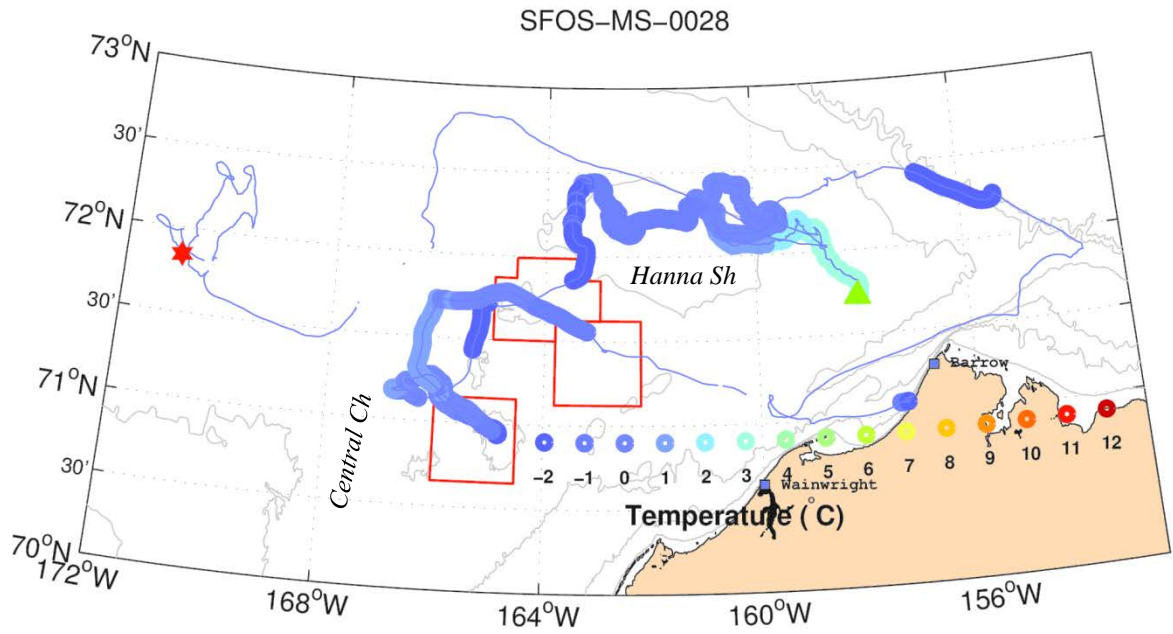 SFOS−MS−0028
73°N
30'
72°N
30'
71°N
30'
70°N
172°W
168°W
164°W
160°W
156°W
Hanna Sh
Central Ch
Barrow
Wainwright
−2 −1 0 1 2 3 4 5 6 7 8 9 10 11 12
Temperature (°C)